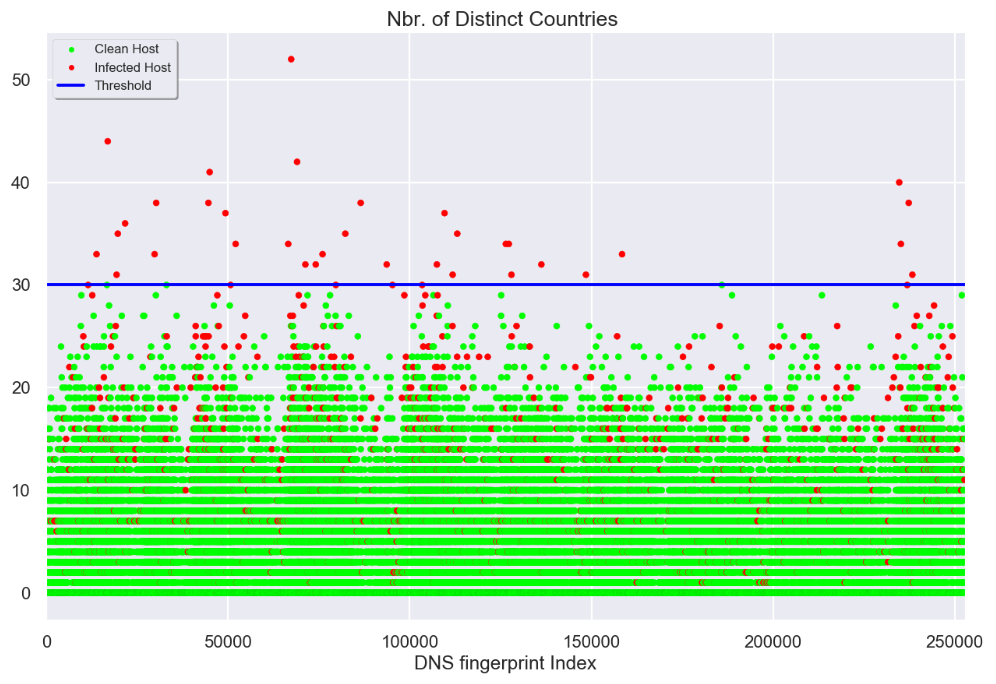 Nbr. of Distinct Countries
Clean Host
Infected Host
Threshold
50
40
30
20
10
0
0 50000 100000 150000 200000 250000
DNS fingerprint Index